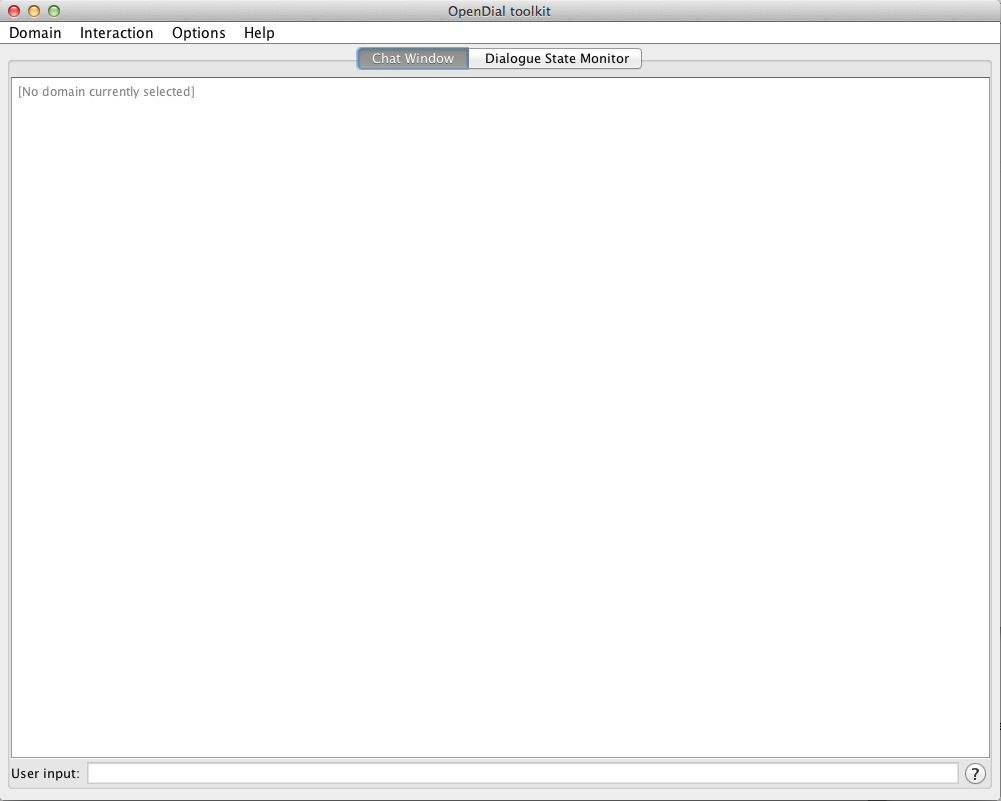 OpenDial toolkit
Domain Interaction Options Help
Chat Window Dialogue State Monitor
[No domain currently selected]
User input: ?